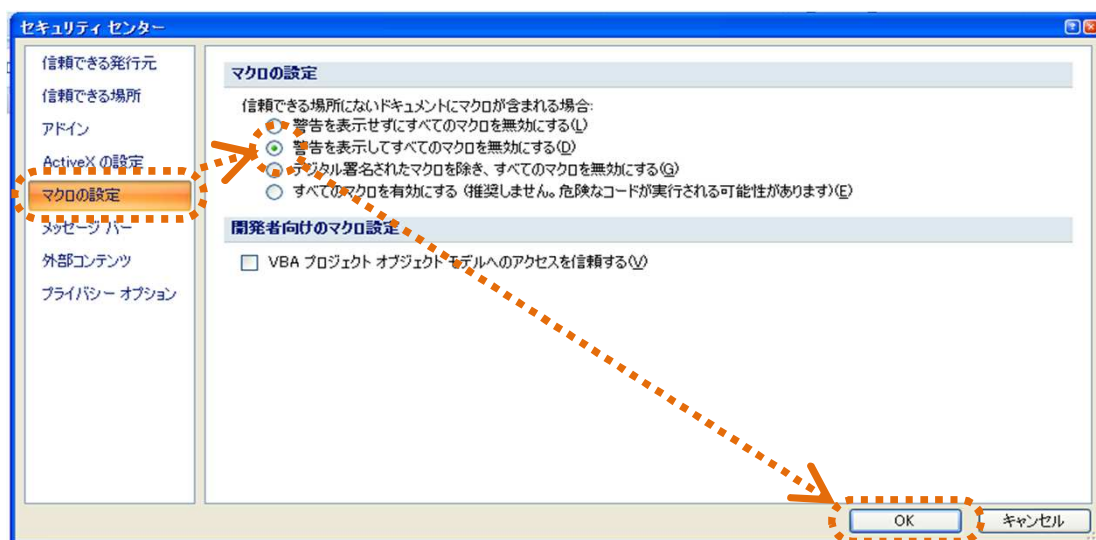 セキュリティ センター
信頼できる発行元
信頼できる場所
アドイン
ActiveX の設定
マクロの設定
メッセージ バー
外部コンテンツ
プライバシー オプション
マクロの設定
信頼できる場所にないドキュメントにマクロが含まれる場合:
警告を表示せずにすべてのマクロを無効にする(L)
警告を表示してすべてのマクロを無効にする(D)
デジタル署名されたマクロを除き、すべてのマクロを無効にする(G)
すべてのマクロを有効にする (推奨しません。危険なコードが実行される可能性があります)(E)
開発者向けのマクロ設定
VBA プロジェクト オブジェクト モデルへのアクセスを信頼する(V)
OK
キャンセル